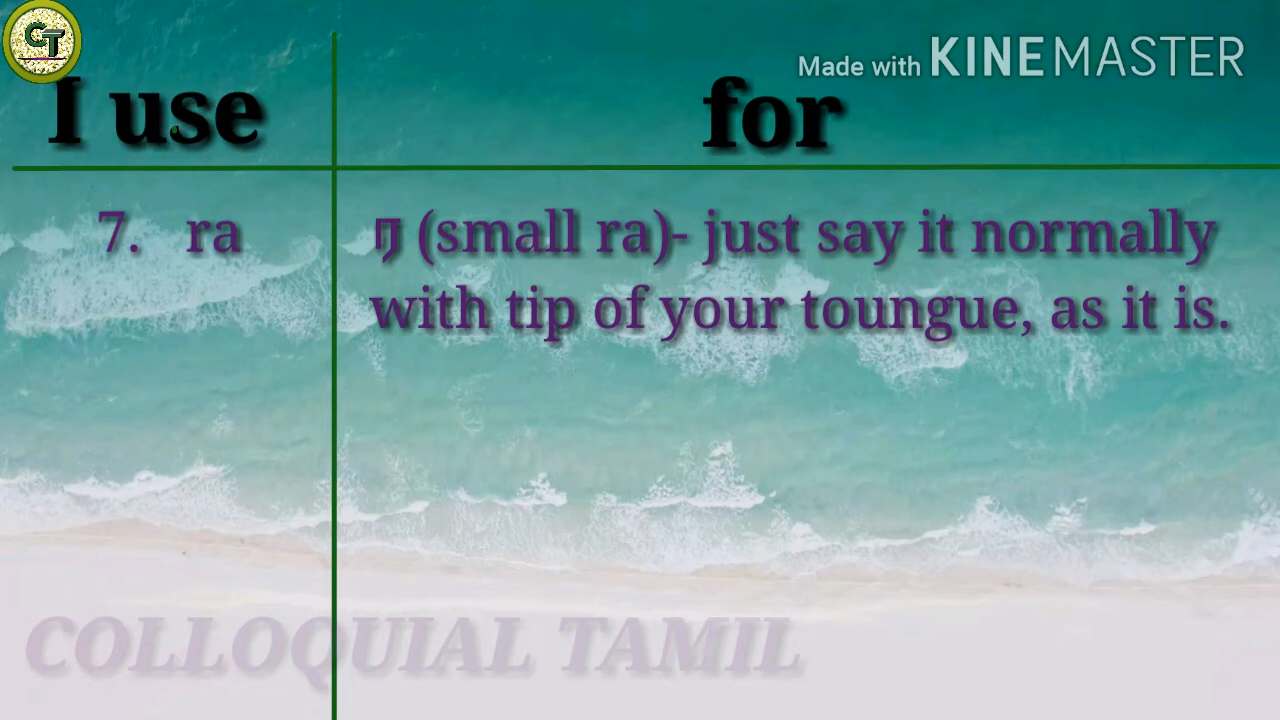 CT
Made with KINEMASTER
I use for
7. ra ர (small ra)- just say it normally
with tip of your toungue, as it is.
COLLOQUIAL TAMIL